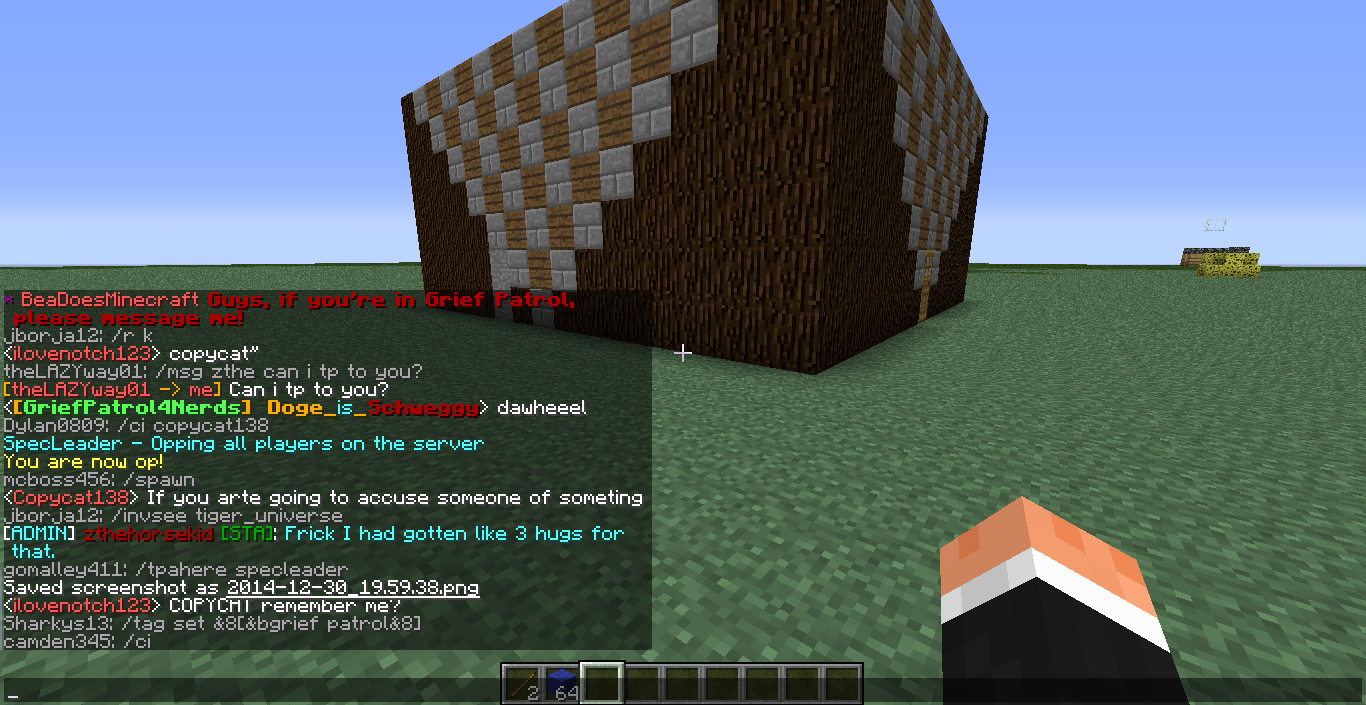 * BeaDoesMinecraft Guys, if you're in Grief Patrol,
please message me!
jborja12: /r k
<ilovenotch123> copycat"
theLAZYway01: /msg zthe can i tp to you?
[theLAZYway01 -> me] Can i tp to you?
<[GriefPatrol4Nerds] Doge_is_Schweggy> dawheeel
Dylan0809: /ci copycat138
SpecLeader - Opping all players on the server
You are now op!
mcboss456: /spawn
<Copycat138> If you arte going to accuse someone of someting
jborja12: /invsee tiger_universe
[ADMIN] zthehorsekid [STA]: Frick I had gotten like 3 hugs for
that.
gomalley411: /tpahere specleader
Saved screenshot as 2014-12-30_19.59.38.png
<ilovenotch123> COPYCAT remember me?
Sharkys13: /tag set &8[&bgrief patrol&8]
camden345: /ci
2 64
_